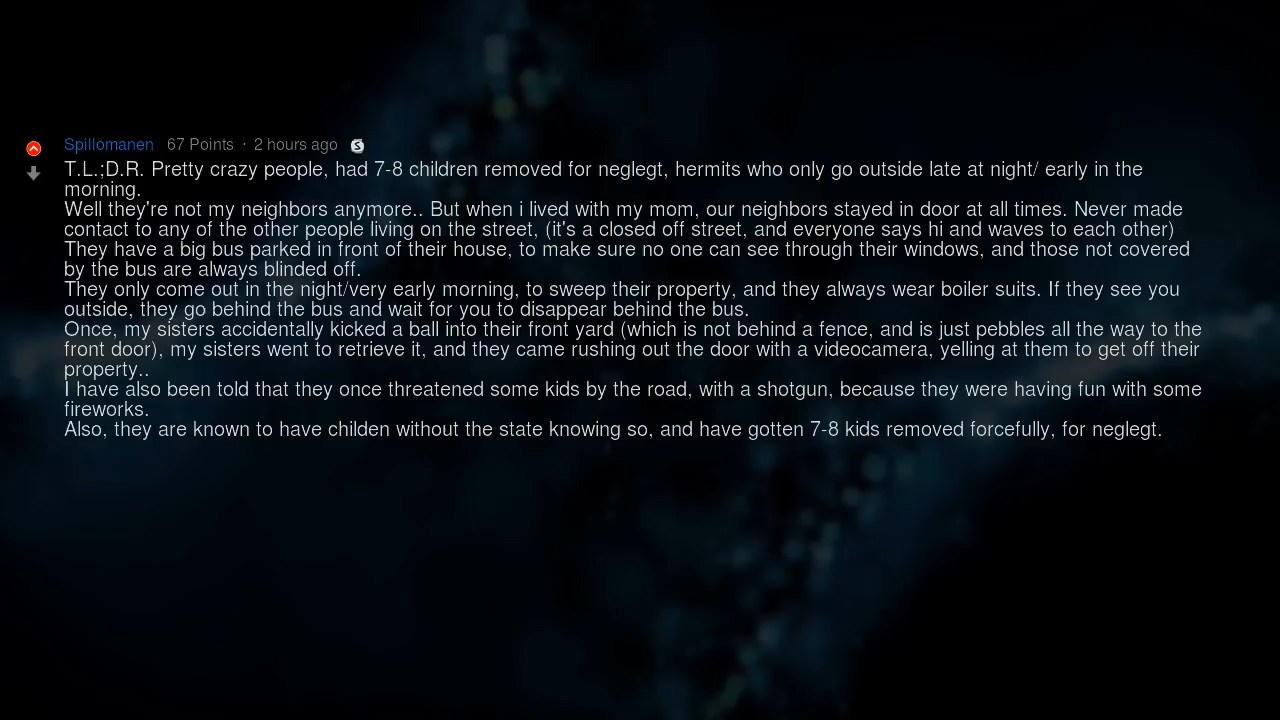 Spillomanen 67 Points · 2 hours ago
T.L.;D.R. Pretty crazy people, had 7-8 children removed for neglegt, hermits who only go outside late at night/ early in the
morning.
Well they're not my neighbors anymore.. But when i lived with my mom, our neighbors stayed in door at all times. Never made
contact to any of the other people living on the street, (it's a closed off street, and everyone says hi and waves to each other)
They have a big bus parked in front of their house, to make sure no one can see through their windows, and those not covered
by the bus are always blinded off.
They only come out in the night/very early morning, to sweep their property, and they always wear boiler suits. If they see you
outside, they go behind the bus and wait for you to disappear behind the bus.
Once, my sisters accidentally kicked a ball into their front yard (which is not behind a fence, and is just pebbles all the way to the
front door), my sisters went to retrieve it, and they came rushing out the door with a videocamera, yelling at them to get off their
property..
I have also been told that they once threatened some kids by the road, with a shotgun, because they were having fun with some
fireworks.
Also, they are known to have childen without the state knowing so, and have gotten 7-8 kids removed forcefully, for neglegt.